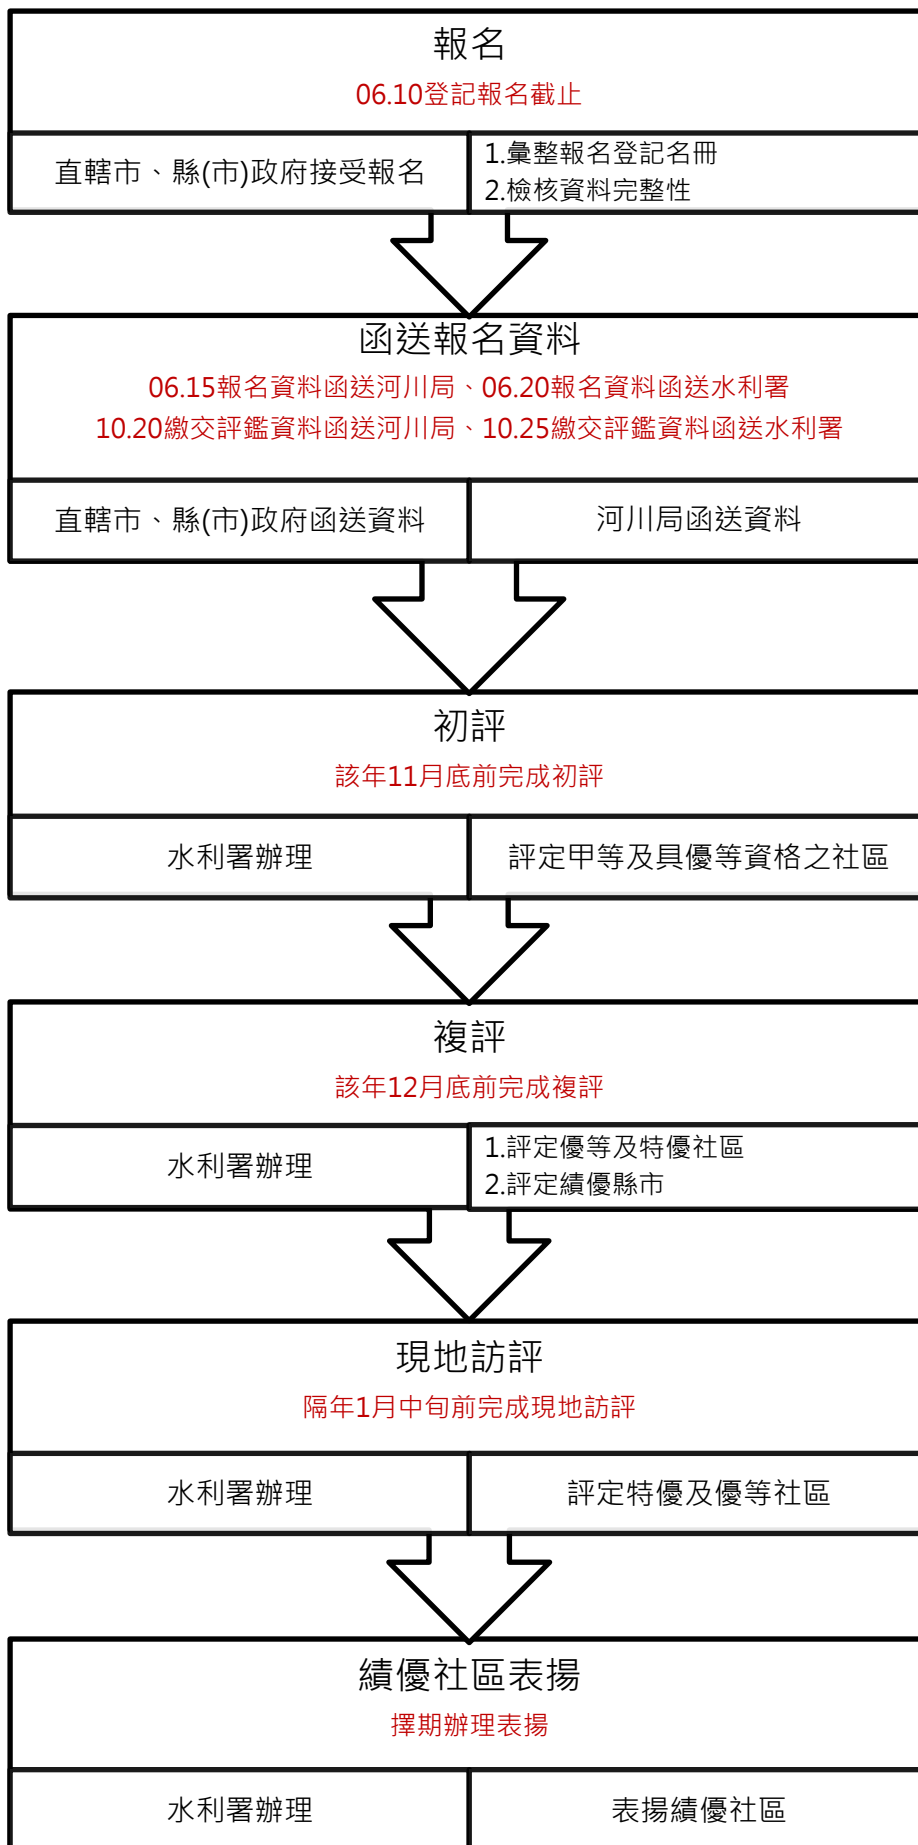 報名
06.10登記報名截止
直轄市、縣(市)政府接受報名
1.彙整報名登記名冊
2.檢核資料完整性
函送報名資料
06.15報名資料函送河川局、06.20報名資料函送水利署
10.20繳交評鑑資料函送河川局、10.25繳交評鑑資料函送水利署
直轄市、縣(市)政府函送資料
河川局函送資料
初評
該年11月底前完成初評
水利署辦理
評定甲等及具優等資格之社區
複評
該年12月底前完成複評
水利署辦理
1.評定優等及特優社區
2.評定績優縣市
現地訪評
隔年1月中旬前完成現地訪評
水利署辦理
評定特優及優等社區
績優社區表揚
擇期辦理表揚
水利署辦理
表揚績優社區